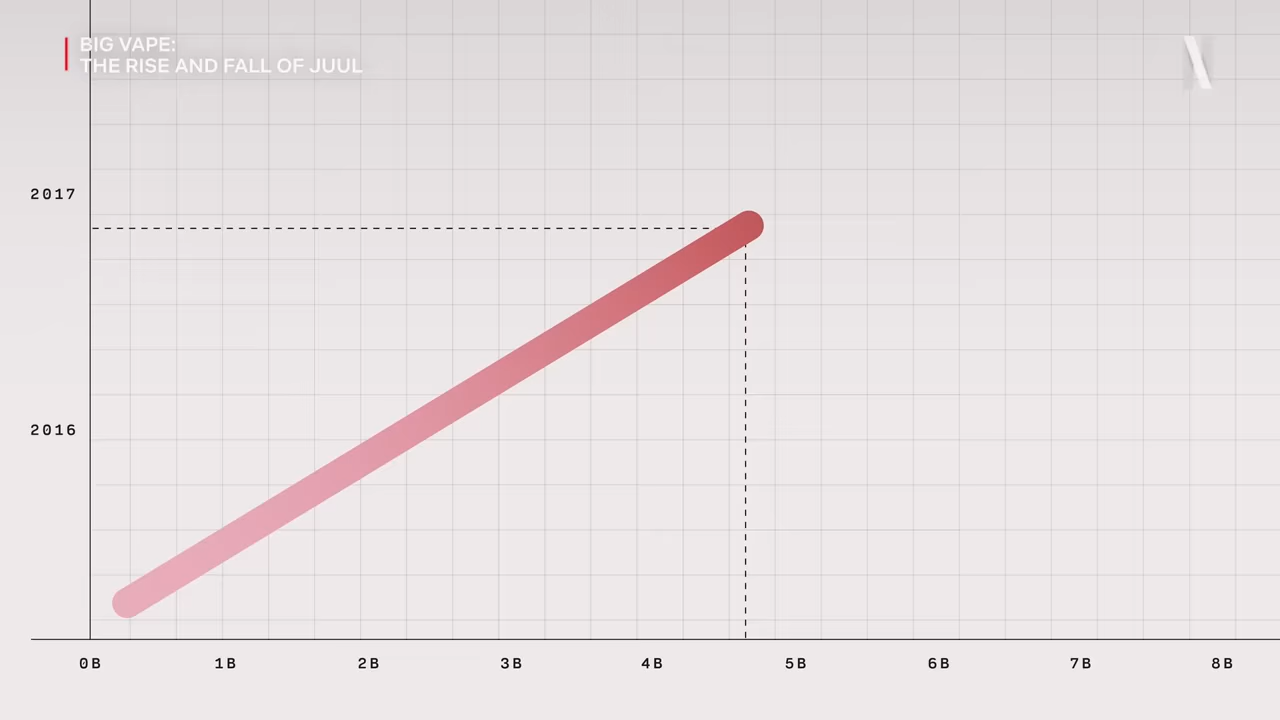 BIG VAPE:
THE RISE AND FALL OF JUUL
2017
2016
0B 1B 2B 3B 4B 5B 6B 7B 8B